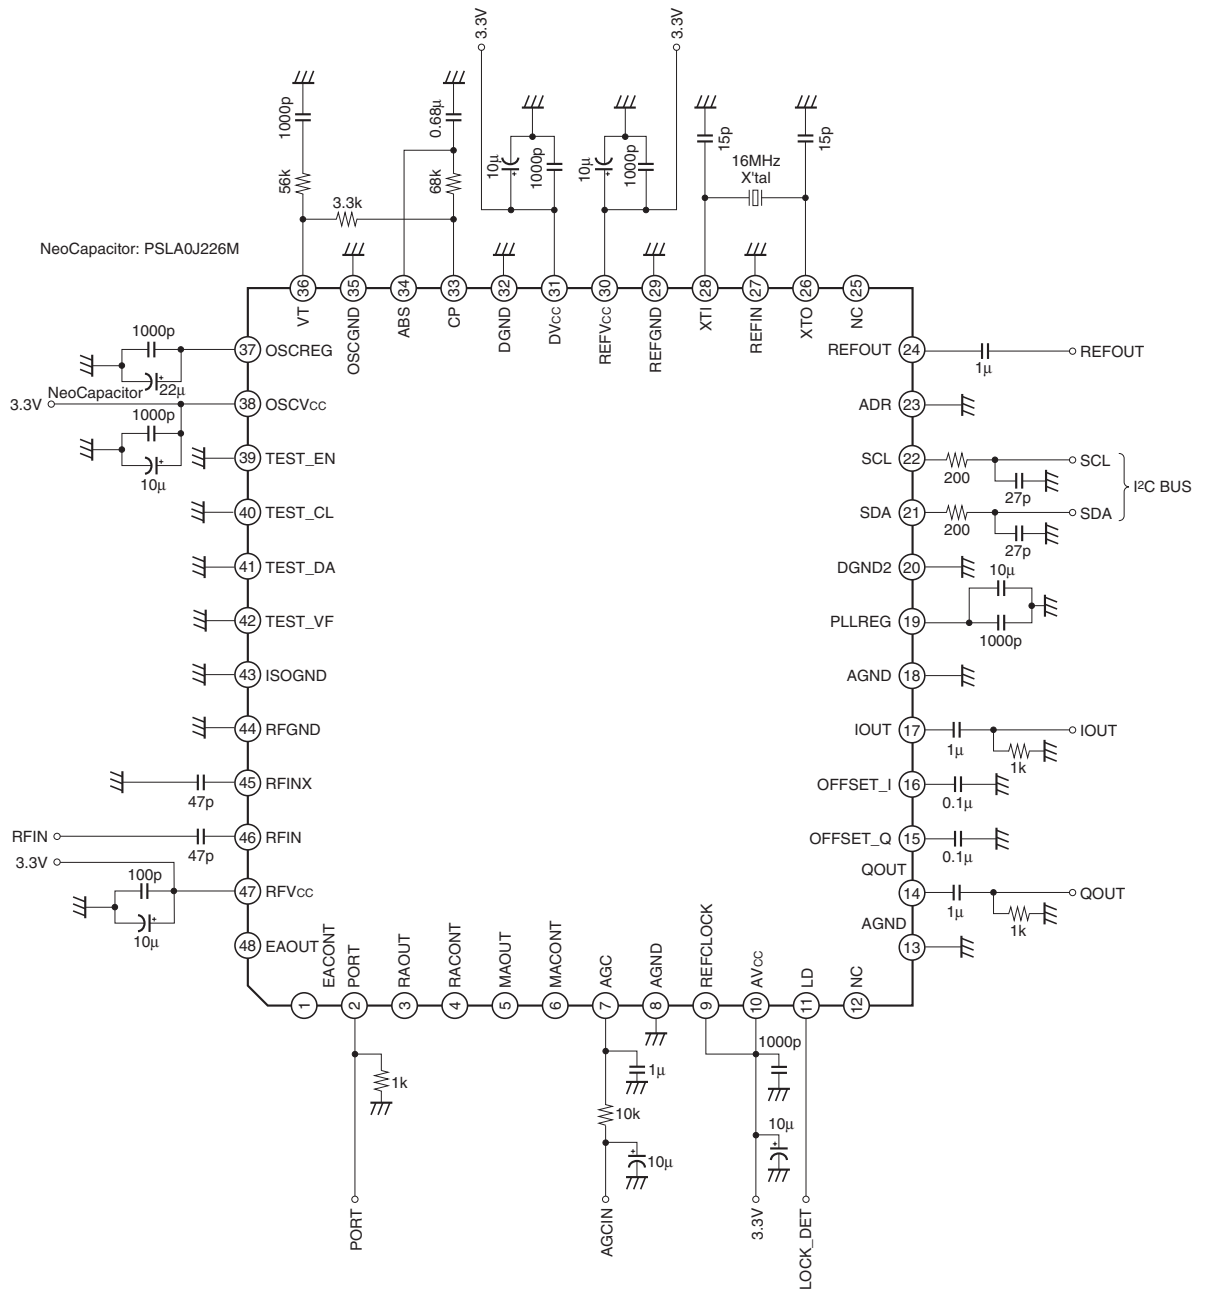 3.3V
3.3V
1000p
0.68μ
10μ
1000p
10μ
1000p
15p
15p
56k
68k
16MHz
X'tal
3.3k
NeoCapacitor: PSLA0J226M
36
35
34
33
32
31
30
29
28
27
26
25
VT
OSCGND
ABS
CP
DGND
DVCC
REFVCC
REFGND
XTI
REFIN
XTO
NC
1000p
37
OSCREG
22μ
NeoCapacitor
3.3V
38
OSCVCC
1000p
10μ
39
TEST_EN
40
TEST_CL
41
TEST_DA
42
TEST_VF
43
ISOGND
44
RFGND
45
RFINX
47p
RFIN
46
RFIN
47p
3.3V
100p
47
RFVCC
10μ
48
EAOUT
REFOUT
24
1μ
REFOUT
ADR
23
SCL
22
200
27p
SCL
I²C BUS
SDA
21
200
27p
SDA
DGND2
20
10μ
PLLREG
19
1000p
AGND
18
IOUT
17
1μ
1k
IOUT
OFFSET_I
16
0.1μ
OFFSET_Q
15
0.1μ
QOUT
14
1μ
1k
QOUT
AGND
13
EACONT
PORT
RAOUT
RACONT
MAOUT
MACONT
AGC
AGND
REFCLOCK
AVCC
LD
NC
1
2
3
4
5
6
7
8
9
10
11
12
1k
1μ
10k
10μ
1000p
10μ
PORT
AGCIN
3.3V
LOCK_DET